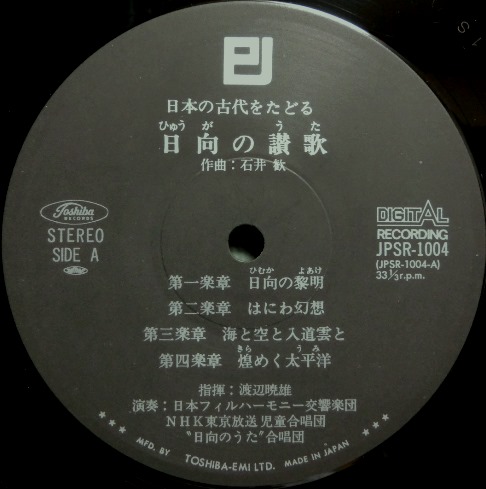 日本の古代をたどる
ひゅう が うた
日向の讃歌
作曲：石井 歓
Toshiba
RECORDS
STEREO
SIDE A
DIGITAL
RECORDING
JPSR-1004
(JPSR-1004-A)
33⅓r.p.m.
ひむか よあけ
第一楽章 日向の黎明
第二楽章 はにわ幻想
第三楽章 海と空と入道雲と
きら うみ
第四楽章 煌めく太平洋
指揮：渡辺暁雄
演奏：日本フィルハーモニー交響楽団
NHK東京放送児童合唱団
"日向のうた"合唱団
★★★ MFD. BY TOSHIBA-EMI LTD. MADE IN JAPAN ★★★